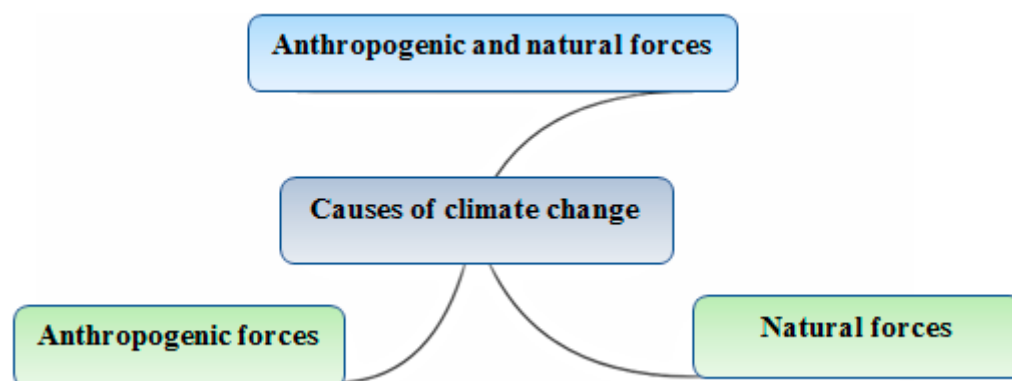 Anthropogenic and natural forces
Causes of climate change
Anthropogenic forces
Natural forces